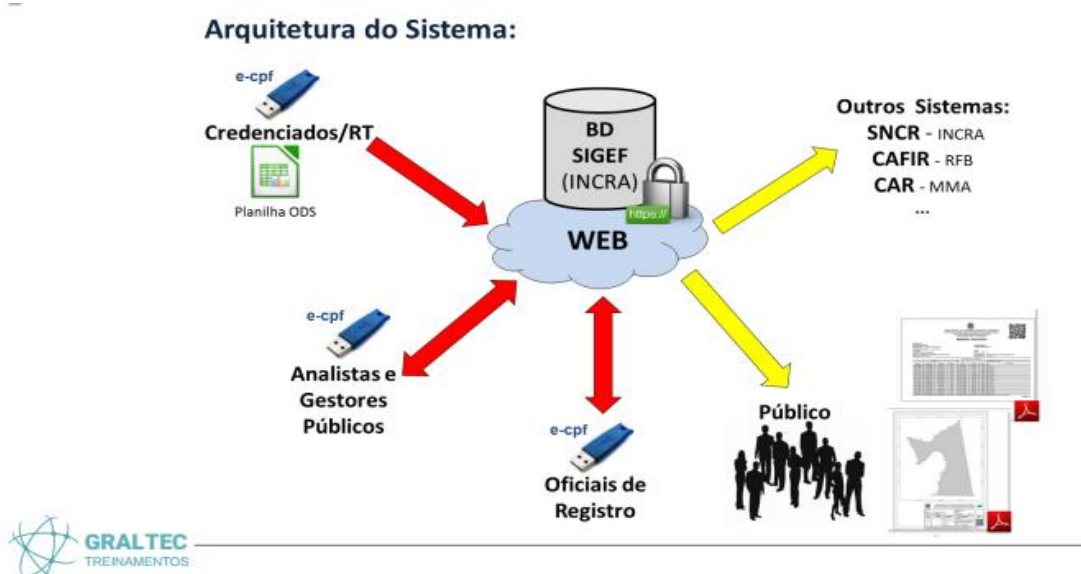 Arquitetura do Sistema:
e-cpf
Credenciados/RT
Planilha ODS
BD
SIGEF
(INCRA)
https://
WEB
Outros Sistemas:
SNCR - INCRA
CAFIR - RFB
CAR - MMA
...
e-cpf
Analistas e
Gestores
Públicos
e-cpf
Oficiais de
Registro
Público
GRALTEC
TREINAMENTOS